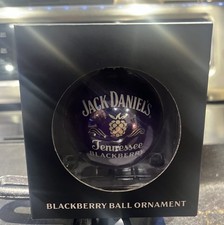 JACK DANIEL'S
Tennessee
BLACKBERRY
BLACKBERRY BALL ORNAMENT